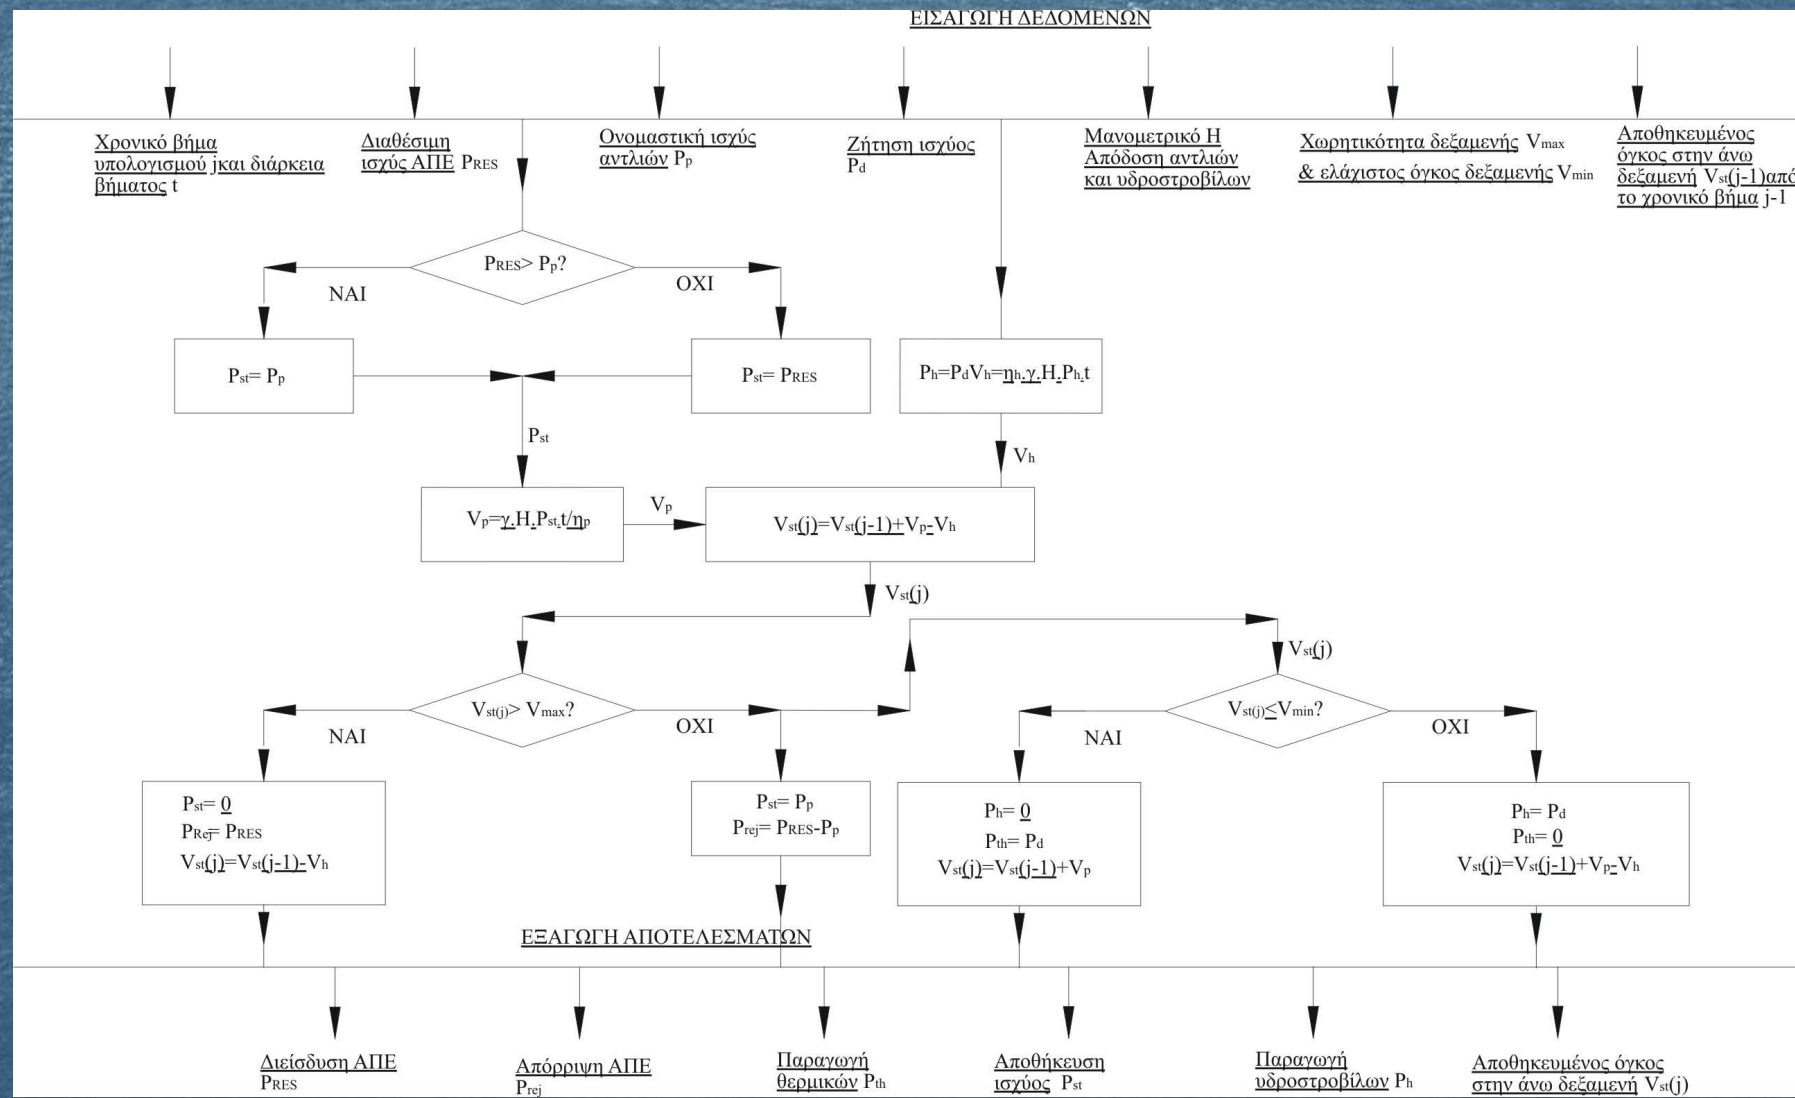 ΕΙΣΑΓΩΓΗ ΔΕΔΟΜΕΝΩΝ
Χρονικό βήμα
υπολογισμού jκαι διάρκεια
βήματος t
Διαθέσιμη
ισχύς ΑΠΕ PRES
Ονομαστική ισχύς
αντλιών Pp
Ζήτηση ισχύος
Pd
Μανομετρικό Η
Απόδοση αντλιών
και υδροστροβίλων
Χωρητικότητα δεξαμενής Vmax
& ελάχιστος όγκος δεξαμενής Vmin
Αποθηκευμένος
όγκος στην άνω
δεξαμενή Vst(j-1)από
το χρονικό βήμα j-1
PRES> Pp?
ΝΑΙ
ΟΧΙ
Pst= Pp
Pst= PRES
Ph=PdVh=ηh.γ.H.Ph.t
Pst
Vh
Vp=γ.H.Pst.t/ηp
Vp
Vst(j)=Vst(j-1)+Vp-Vh
Vst(j)
Vst(j)
Vst(j)> Vmax?
ΝΑΙ
ΟΧΙ
Vst(j)≤Vmin?
ΝΑΙ
ΟΧΙ
Pst= 0
PRej= PRES
Vst(j)=Vst(j-1)-Vh
Pst= Pp
Prej= PRES-Pp
Ph= 0
Pth= Pd
Vst(j)=Vst(j-1)+Vp
Ph= Pd
Pth= 0
Vst(j)=Vst(j-1)+Vp-Vh
ΕΞΑΓΩΓΗ ΑΠΟΤΕΛΕΣΜΑΤΩΝ
Διείσδυση ΑΠΕ
PRES
Απόρριψη ΑΠΕ
Prej
Παραγωγή
θερμικών Pth
Αποθήκευση
ισχύος Pst
Παραγωγή
υδροστροβίλων Ph
Αποθηκευμένος όγκος
στην άνω δεξαμενή Vst(j)